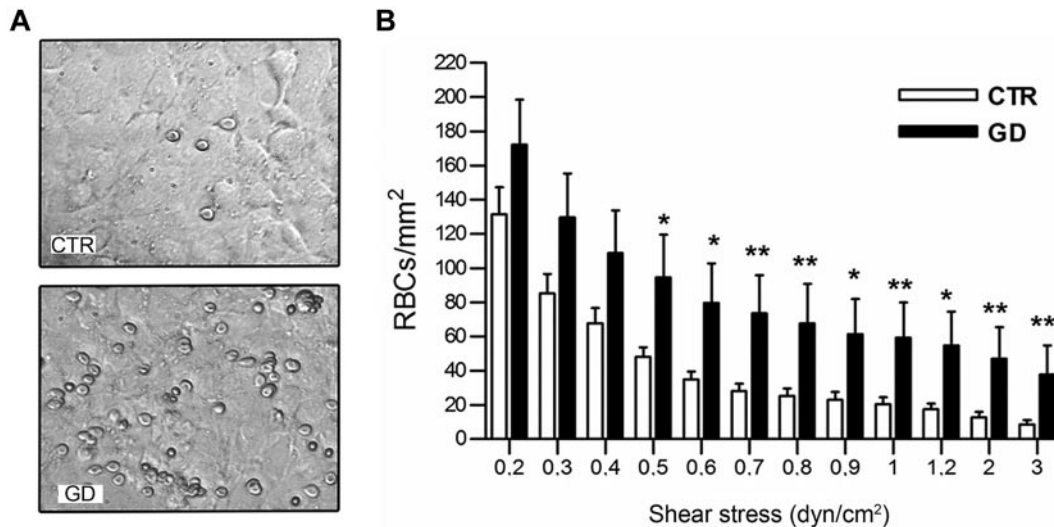 A
CTR
GD
B
RBCs/mm²
220
200
180
160
140
120
100
80
60
40
20
0
CTR
GD
* * ** ** * ** * ** **
0,2 0,3 0,4 0,5 0,6 0,7 0,8 0,9 1 1,2 2 3
Shear stress (dyn/cm²)